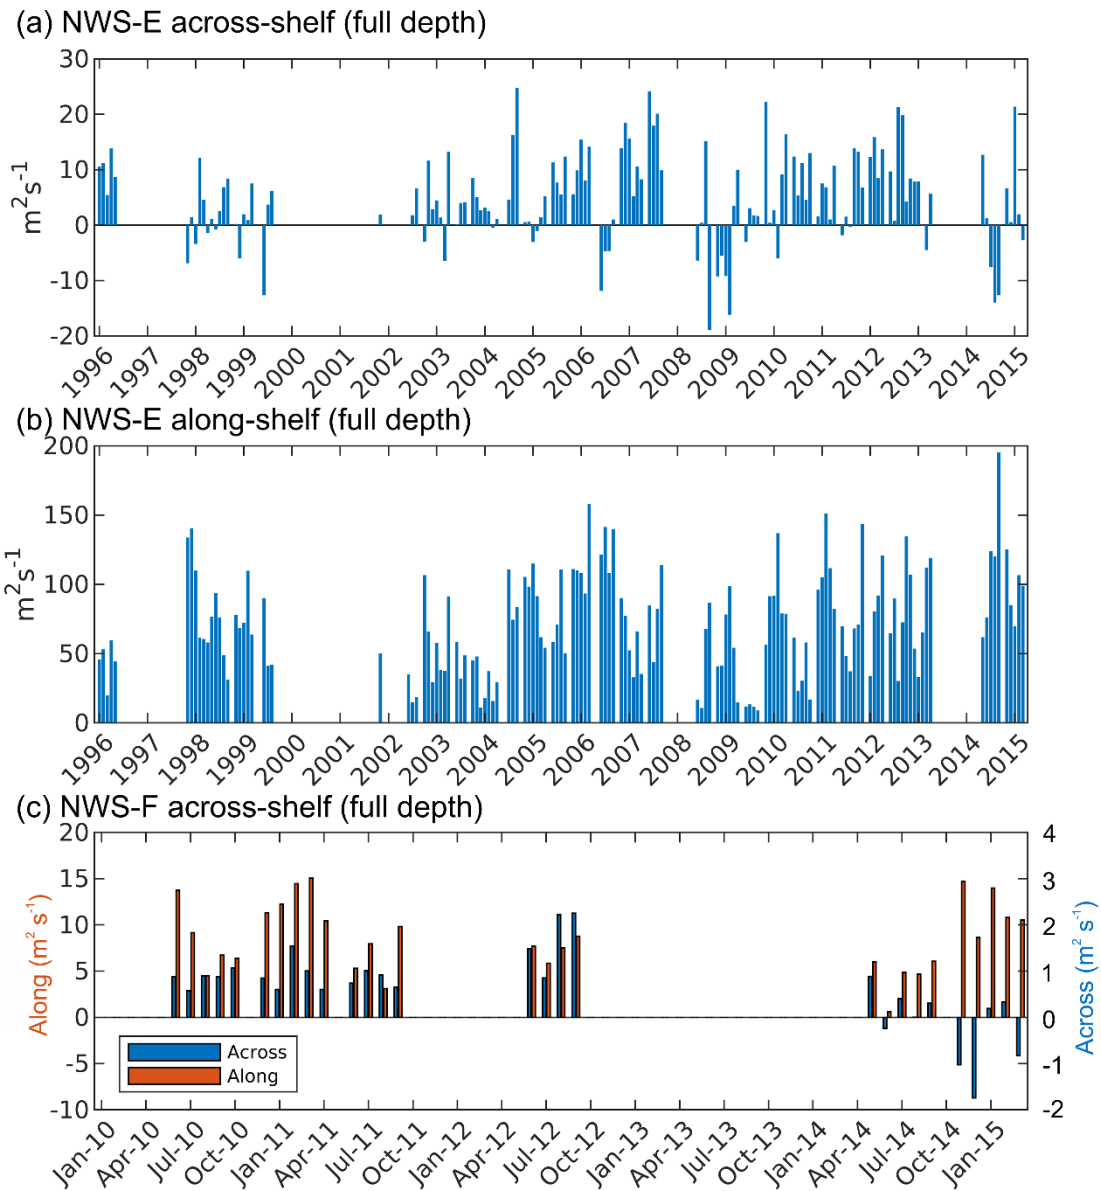 (a) NWS-E across-shelf (full depth)
30
20
10
0
-10
-20
m²s⁻¹
1996 1997 1998 1999 2000 2001 2002 2003 2004 2005 2006 2007 2008 2009 2010 2011 2012 2013 2014 2015
(b) NWS-E along-shelf (full depth)
200
150
100
50
0
m²s⁻¹
1996 1997 1998 1999 2000 2001 2002 2003 2004 2005 2006 2007 2008 2009 2010 2011 2012 2013 2014 2015
(c) NWS-F across-shelf (full depth)
20
15
10
5
0
-5
-10
Along (m² s⁻¹)
4
3
2
1
0
-1
-2
Across (m² s⁻¹)
Across
Along
Jan-10 Apr-10 Jul-10 Oct-10 Jan-11 Apr-11 Jul-11 Oct-11 Jan-12 Apr-12 Jul-12 Oct-12 Jan-13 Apr-13 Jul-13 Oct-13 Jan-14 Apr-14 Jul-14 Oct-14 Jan-15